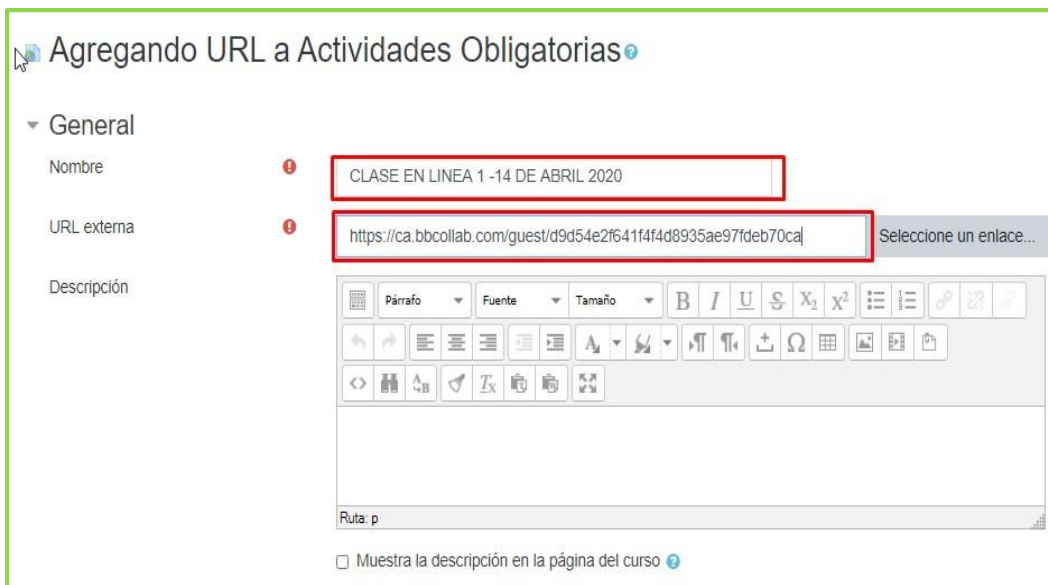 Agregando URL a Actividades Obligatorias
General
Nombre
CLASE EN LINEA 1 -14 DE ABRIL 2020
URL externa
https://ca.bbcollab.com/guest/d9d54e2f641f4f4d8935ae97fdeb70ca
Seleccione un enlace...
Descripción
Párrafo Fuente Tamaño
Ruta: p
Muestra la descripción en la página del curso